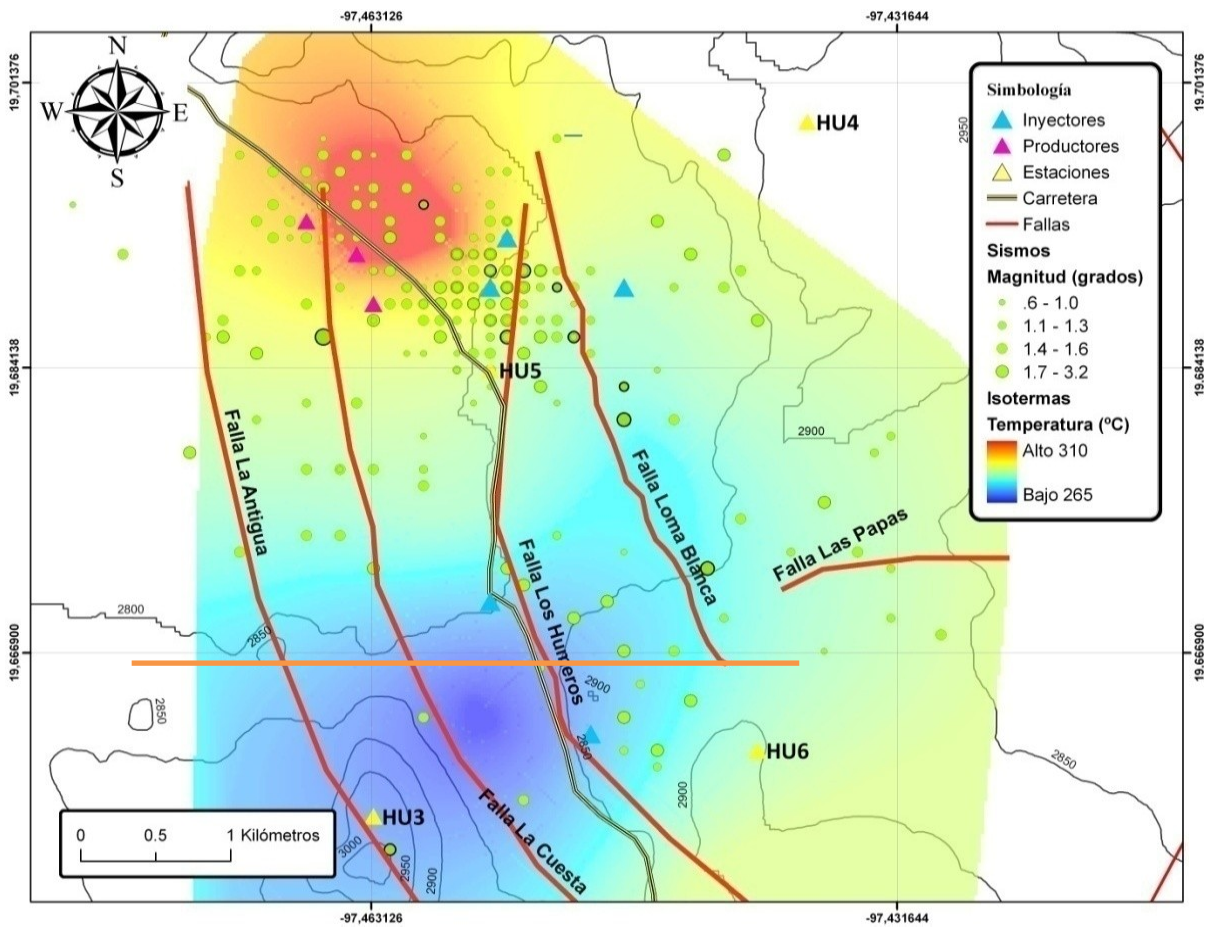 -97,463126
-97,431644
19,701376
19,701376
N
W
E
S
HU4
2950
Simbología
Inyectores
Productores
Estaciones
Carretera
Fallas
Sismos
Magnitud (grados)
.6 - 1.0
1.1 - 1.3
1.4 - 1.6
1.7 - 3.2
Isotermas
Temperatura (ºC)
Alto 310
Bajo 265
19.684138
19.684138
HU5
2900
Falla La Antigua
Falla Loma Blanca
Falla Las Papas
Falla Los Humeros
2800
2850
19.666900
19.666900
2900
2850
2850
HU6
2850
2900
HU3
Falla La Cuesta
3000
2950
2900
0 0.5 1 Kilómetros
-97,463126
-97,431644